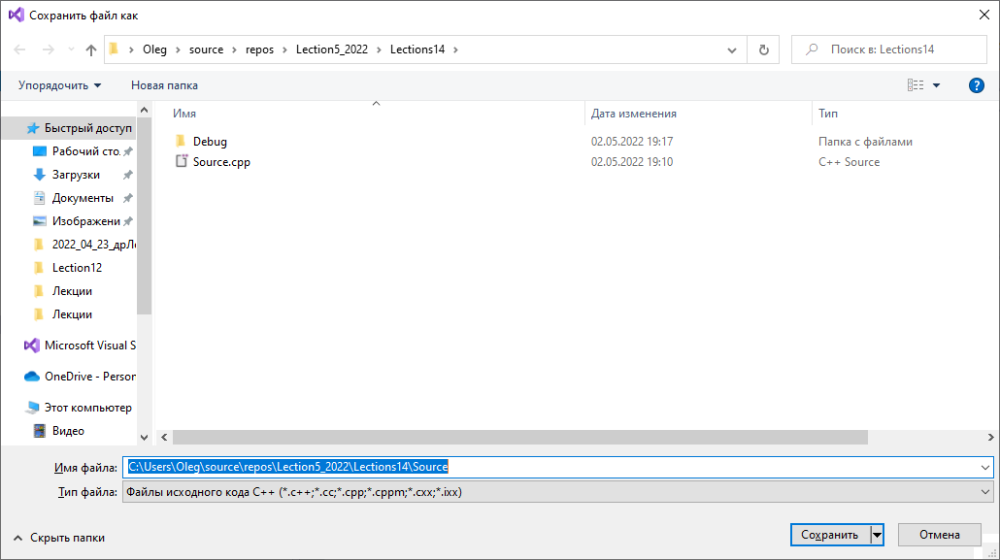 Сохранить файл как
Oleg > source > repos > Lection5_2022 > Lections14 >
Поиск в: Lections14
Упорядочить
Новая папка
?
Имя
Дата изменения
Тип
Быстрый доступ
Рабочий сто.
Загрузки
Документы
Изображени
2022_04_23_дрЛе
Lection12
Лекции
Лекции
Microsoft Visual S
OneDrive - Person
Этот компьютер
Видео
Debug
02.05.2022 19:17
Папка с файлами
Source.cpp
02.05.2022 19:10
C++ Source
Имя файла:
C:\Users\Oleg\source\repos\Lection5_2022\Lections14\Source
Тип файла:
Файлы исходного кода C++ (*.c++;*.cc;*.cpp;*.cppm;*.cxx;*.ixx)
Скрыть папки
Сохранить
Отмена